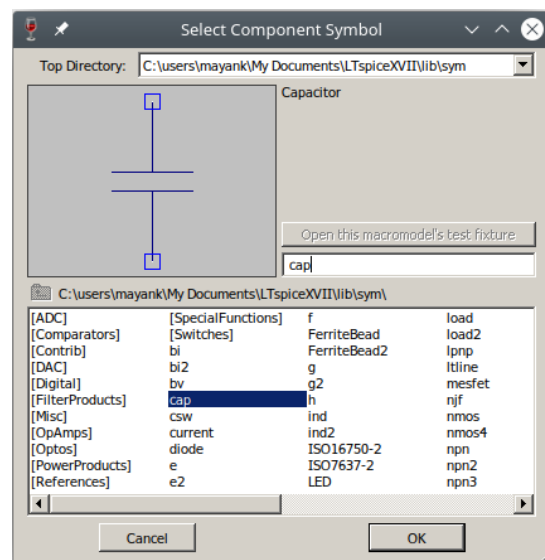 Select Component Symbol
Top Directory: C:\users\mayank\My Documents\LTspiceXVII\lib\sym
Capacitor
Open this macromodel's test fixture
cap
C:\users\mayank\My Documents\LTspiceXVII\lib\sym\
[ADC] [SpecialFunctions] f load
[Comparators] [Switches] FerriteBead load2
[Contrib] bi FerriteBead2 lpnp
[DAC] bi2 g ltline
[Digital] bv g2 mesfet
[FilterProducts] cap h njf
[Misc] csw ind nmos
[OpAmps] current ind2 nmos4
[Optos] diode ISO16750-2 npn
[PowerProducts] e ISO7637-2 npn2
[References] e2 LED npn3
Cancel OK